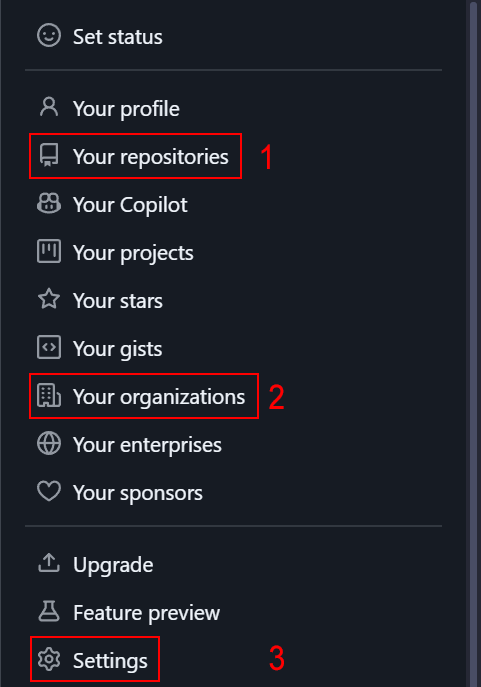 Set status
Your profile
Your repositories 1
Your Copilot
Your projects
Your stars
Your gists
Your organizations 2
Your enterprises
Your sponsors
Upgrade
Feature preview
Settings 3